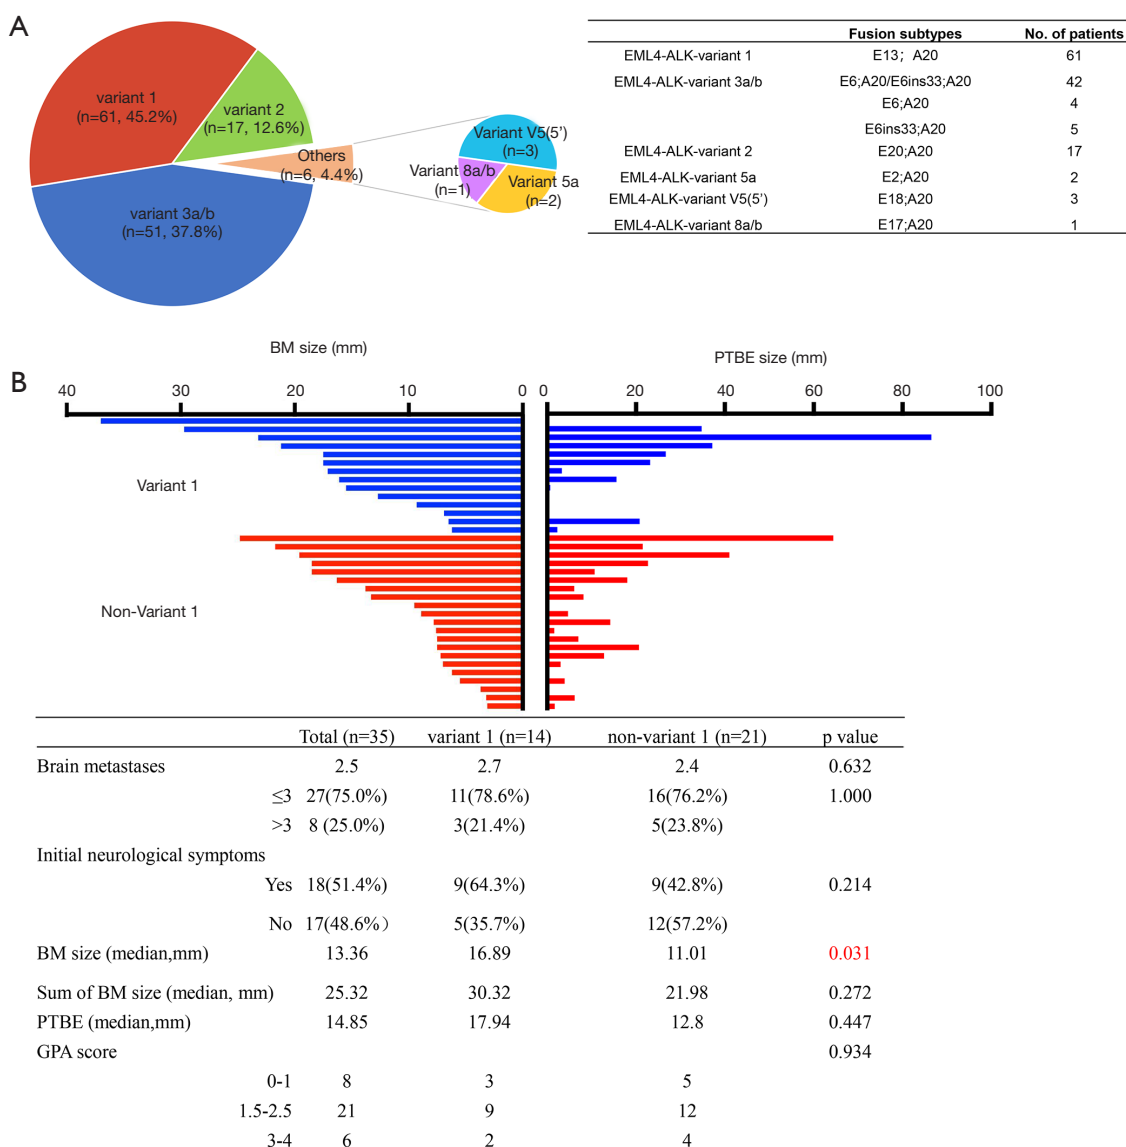 A
variant 1
(n=61, 45.2%)
variant 2
(n=17, 12.6%)
Others
(n=6, 4.4%)
variant 3a/b
(n=51, 37.8%)
Variant V5(5')
(n=3)
Variant 8a/b
(n=1)
Variant 5a
(n=2)
Fusion subtypes No. of patients
EML4-ALK-variant 1 E13; A20 61
EML4-ALK-variant 3a/b E6;A20/E6ins33;A20 42
E6;A20 4
E6ins33;A20 5
EML4-ALK-variant 2 E20;A20 17
EML4-ALK-variant 5a E2;A20 2
EML4-ALK-variant V5(5') E18;A20 3
EML4-ALK-variant 8a/b E17;A20 1
B
BM size (mm) PTBE size (mm)
40 30 20 10 0 0 20 40 60 80 100
Variant 1
Non-Variant 1
Total (n=35) variant 1 (n=14) non-variant 1 (n=21) p value
Brain metastases 2.5 2.7 2.4 0.632
≤3 27(75.0%) 11(78.6%) 16(76.2%) 1.000
>3 8 (25.0%) 3(21.4%) 5(23.8%)
Initial neurological symptoms
Yes 18(51.4%) 9(64.3%) 9(42.8%) 0.214
No 17(48.6%) 5(35.7%) 12(57.2%)
BM size (median,mm) 13.36 16.89 11.01 0.031
Sum of BM size (median, mm) 25.32 30.32 21.98 0.272
PTBE (median,mm) 14.85 17.94 12.8 0.447
GPA score 0.934
0-1 8 3 5
1.5-2.5 21 9 12
3-4 6 2 4